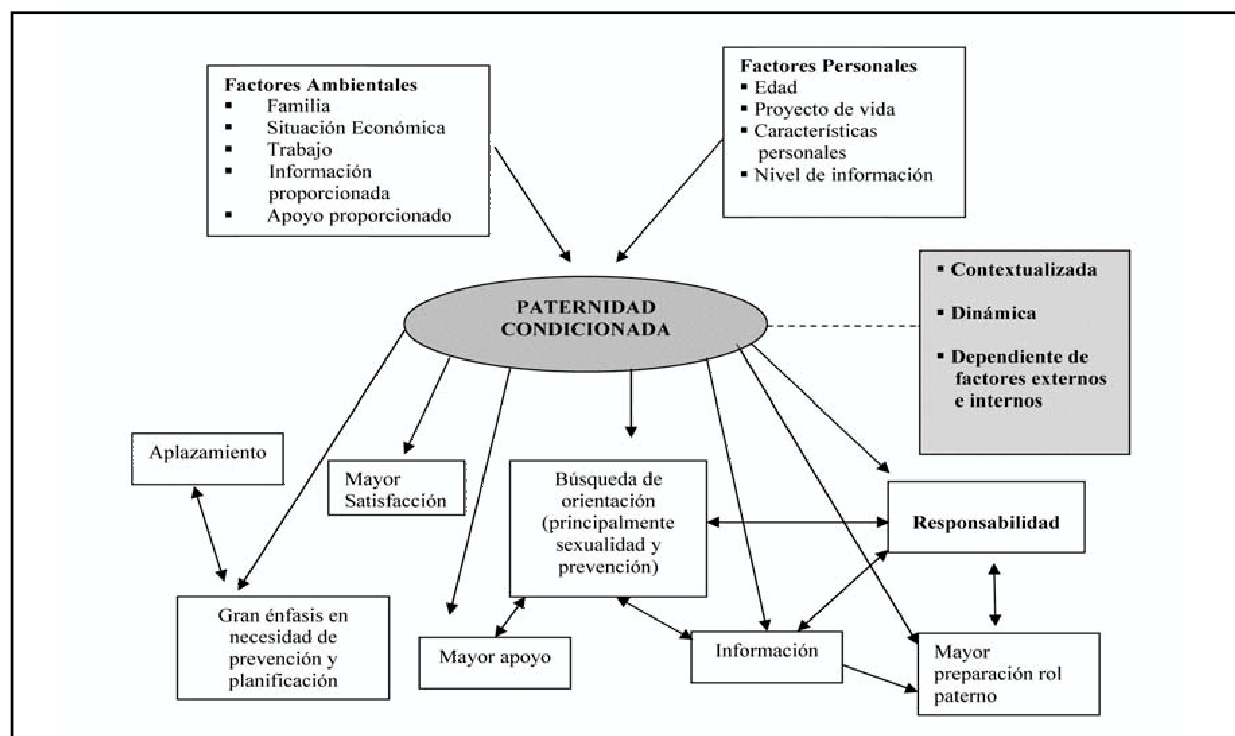 Factores Ambientales
▪ Familia
▪ Situación Económica
▪ Trabajo
▪ Información
proporcionada
▪ Apoyo proporcionado
Factores Personales
▪ Edad
▪ Proyecto de vida
▪ Características
personales
▪ Nivel de información
PATERNIDAD
CONDICIONADA
▪ Contextualizada
▪ Dinámica
▪ Dependiente de
factores externos
e internos
Aplazamiento
Mayor
Satisfacción
Búsqueda de
orientación
(principalmente
sexualidad y
prevención)
Responsabilidad
Gran énfasis en
necesidad de
prevención y
planificación
Mayor apoyo
Información
Mayor
preparación rol
paterno